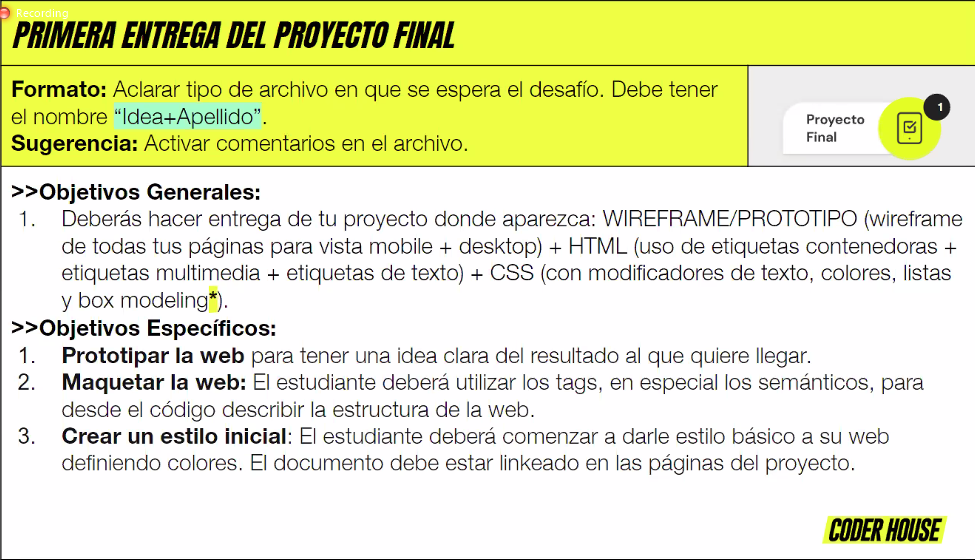 Recording
PRIMERA ENTREGA DEL PROYECTO FINAL
Formato: Aclarar tipo de archivo en que se espera el desafío. Debe tener
el nombre “Idea+Apellido”.
Sugerencia: Activar comentarios en el archivo.
Proyecto
Final
1
>>Objetivos Generales:
1. Deberás hacer entrega de tu proyecto donde aparezca: WIREFRAME/PROTOTIPO (wireframe
de todas tus páginas para vista mobile + desktop) + HTML (uso de etiquetas contenedoras +
etiquetas multimedia + etiquetas de texto) + CSS (con modificadores de texto, colores, listas
y box modeling*).
>>Objetivos Específicos:
1. Prototipar la web para tener una idea clara del resultado al que quiere llegar.
2. Maquetar la web: El estudiante deberá utilizar los tags, en especial los semánticos, para
desde el código describir la estructura de la web.
3. Crear un estilo inicial: El estudiante deberá comenzar a darle estilo básico a su web
definiendo colores. El documento debe estar linkeado en las páginas del proyecto.
CODER HOUSE